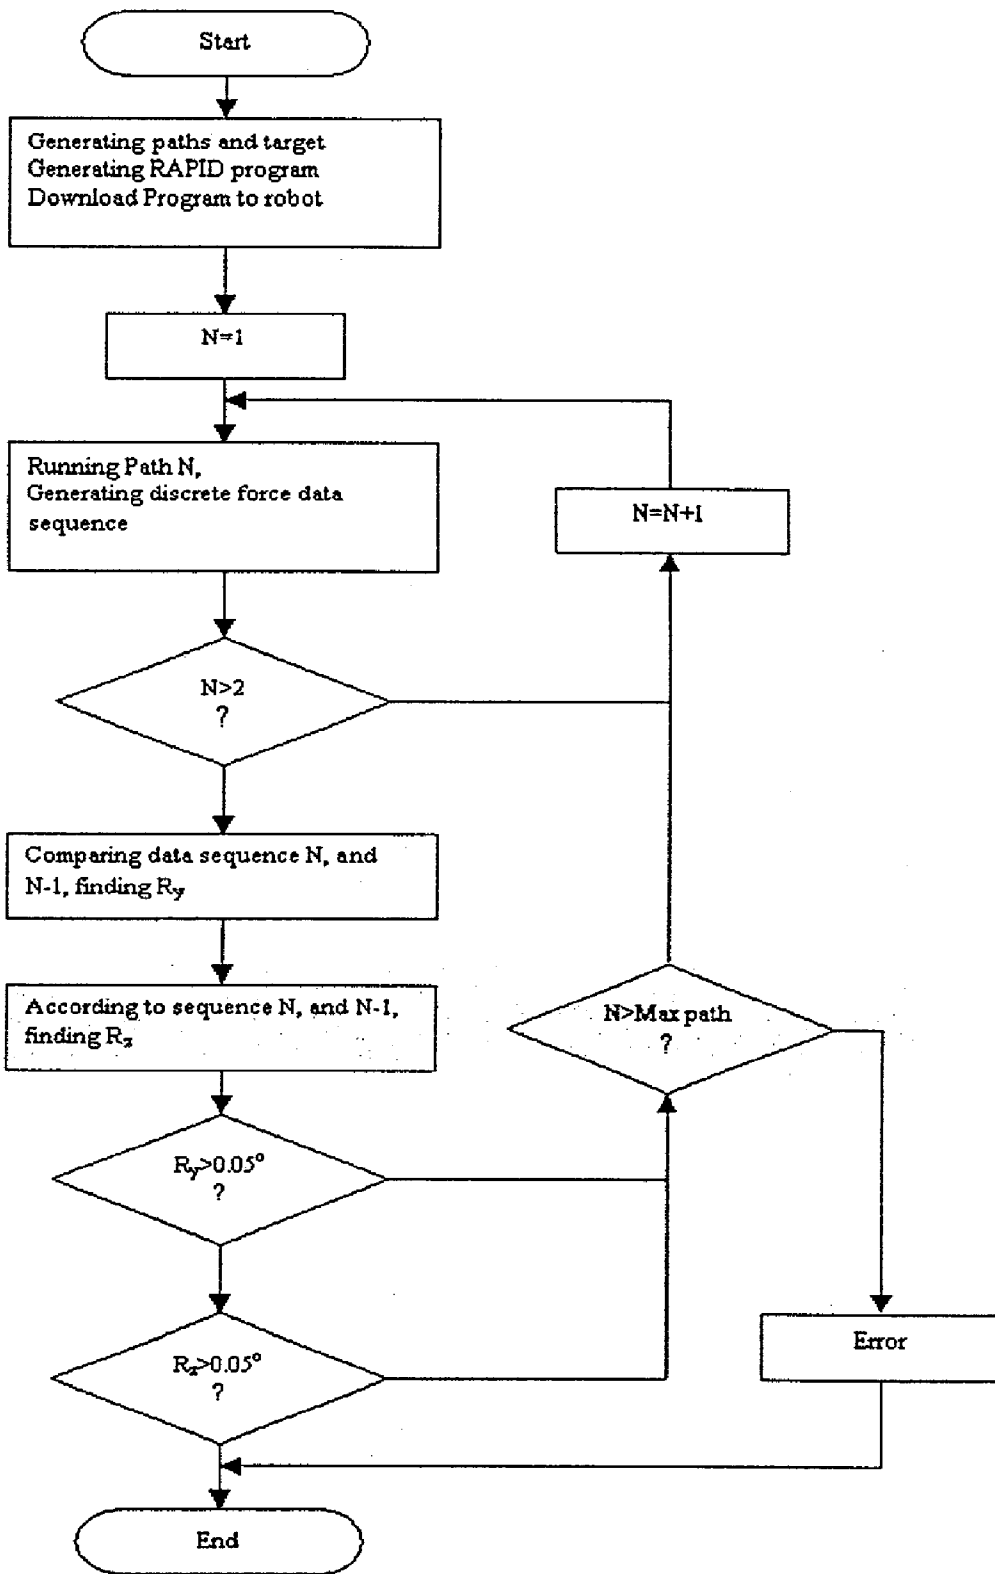 Start
Generating paths and target
Generating RAPID program
Download Program to robot
N=1
Running Path N,
Generating discrete force data
sequence
N=N+1
N>2
?
Comparing data sequence N, and
N-1, finding Ry
According to sequence N, and N-1,
finding Rz
N>Max path
?
Ry>0.05°
?
Rz>0.05°
?
Error
End